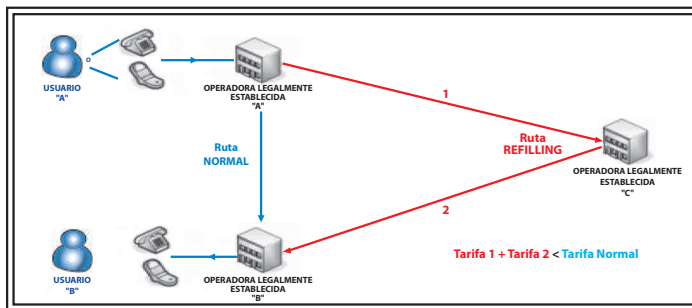 o
USUARIO
"A"
OPERADORA LEGALMENTE
ESTABLECIDA
"A"
1
Ruta
NORMAL
Ruta
REFILLING
OPERADORA LEGALMENTE
ESTABLECIDA
"C"
2
USUARIO
"B"
OPERADORA LEGALMENTE
ESTABLECIDA
"B"
Tarifa 1 + Tarifa 2 < Tarifa Normal